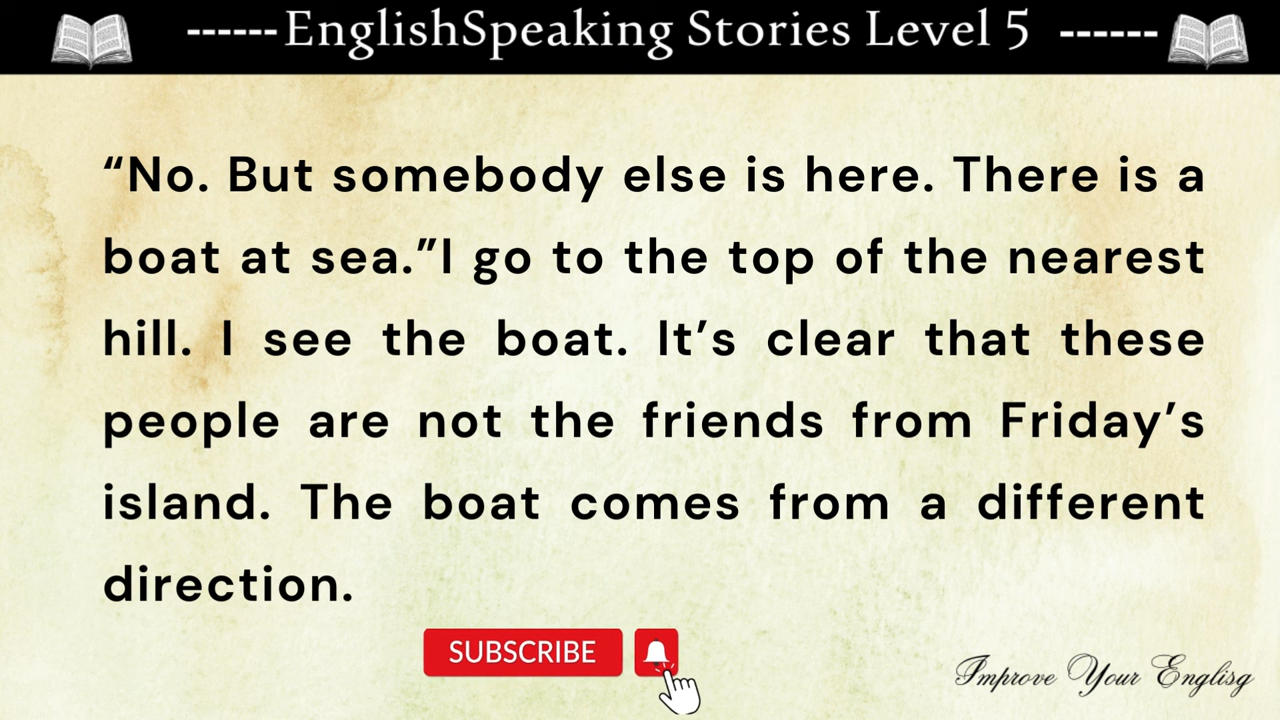 ------EnglishSpeaking Stories Level 5 ------
“No. But somebody else is here. There is a
boat at sea.”I go to the top of the nearest
hill. I see the boat. It’s clear that these
people are not the friends from Friday’s
island. The boat comes from a different
direction.
SUBSCRIBE
Improve Your Englisg